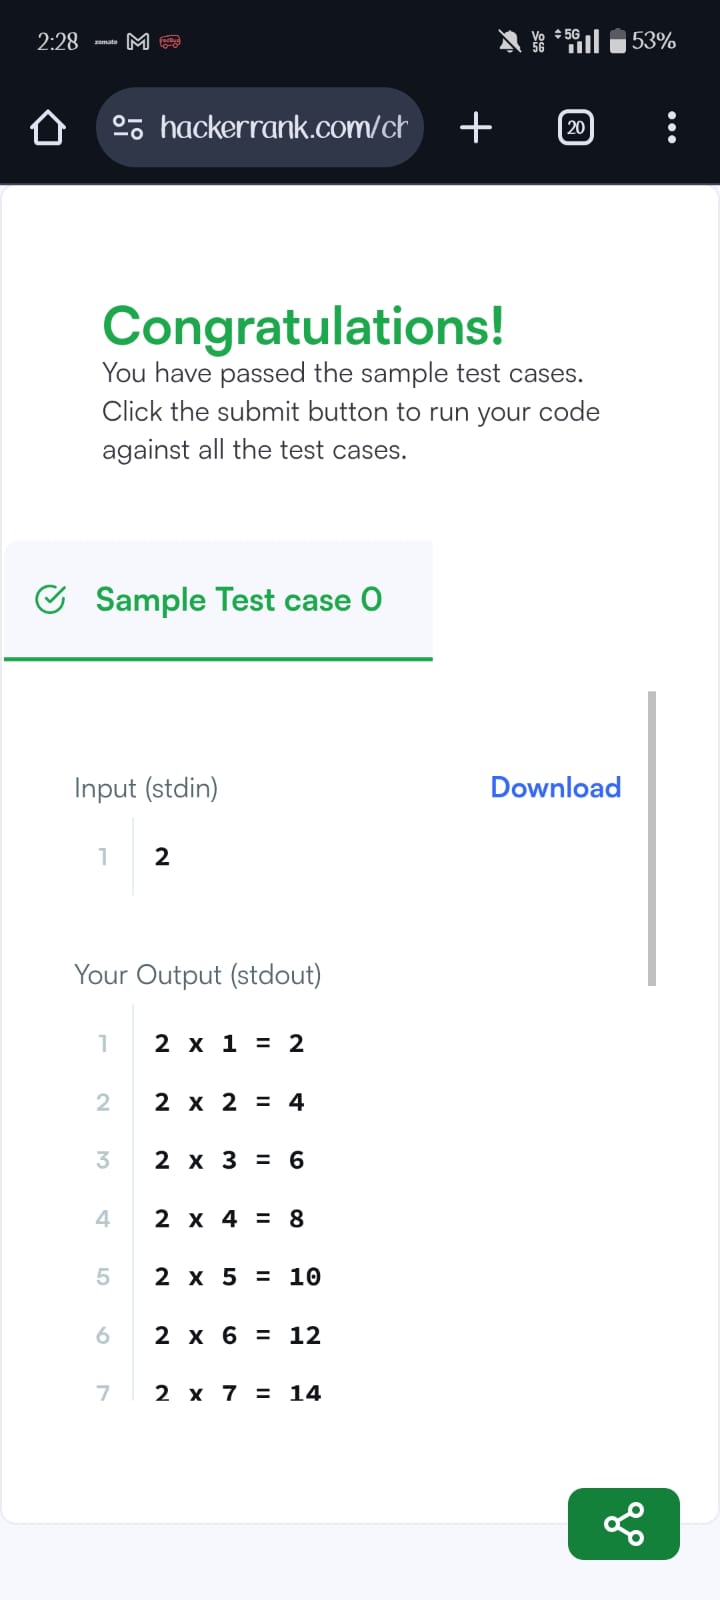 2:28 zomato M redBus Vo 5G 5G 53%
hackerrank.com/ch 20
Congratulations!
You have passed the sample test cases.
Click the submit button to run your code
against all the test cases.
Sample Test case 0
Input (stdin) Download
1 2
Your Output (stdout)
1 2 x 1 = 2
2 2 x 2 = 4
3 2 x 3 = 6
4 2 x 4 = 8
5 2 x 5 = 10
6 2 x 6 = 12
7 2 x 7 = 14